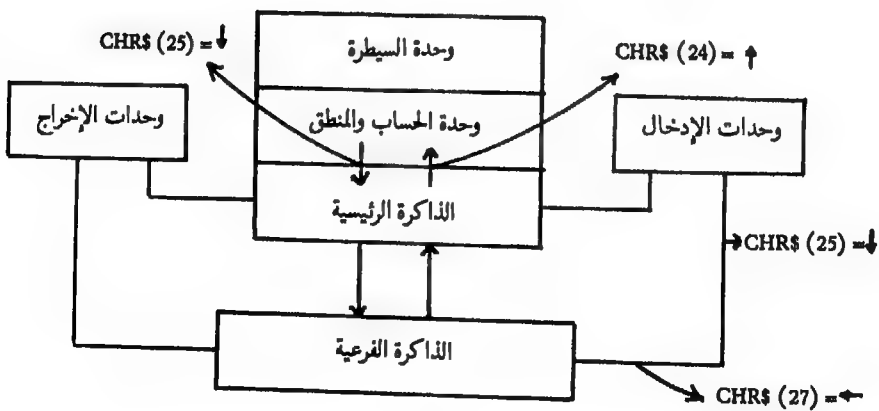 CHR$ (25) = ↓
وحدة السيطرة
CHR$ (24) = ↑
وحدات الإدخال
وحدة الحساب والمنطق
وحدات الإخراج
الذاكرة الرئيسية
CHR$ (25) = ↓
الذاكرة الفرعية
CHR$ (27) = ←